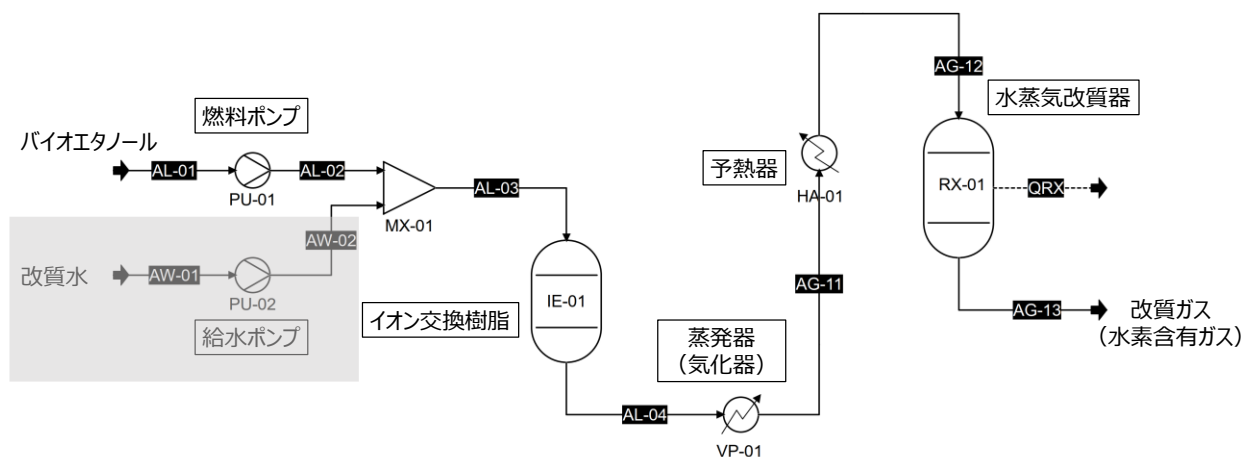 バイオエタノール
AL-01
燃料ポンプ
PU-01
AL-02
MX-01
AL-03
改質水
AW-01
PU-02
給水ポンプ
AW-02
イオン交換樹脂
IE-01
AL-04
蒸発器
（気化器）
VP-01
AG-11
予熱器
HA-01
AG-12
水蒸気改質器
RX-01
QRX
AG-13
改質ガス
（水素含有ガス）